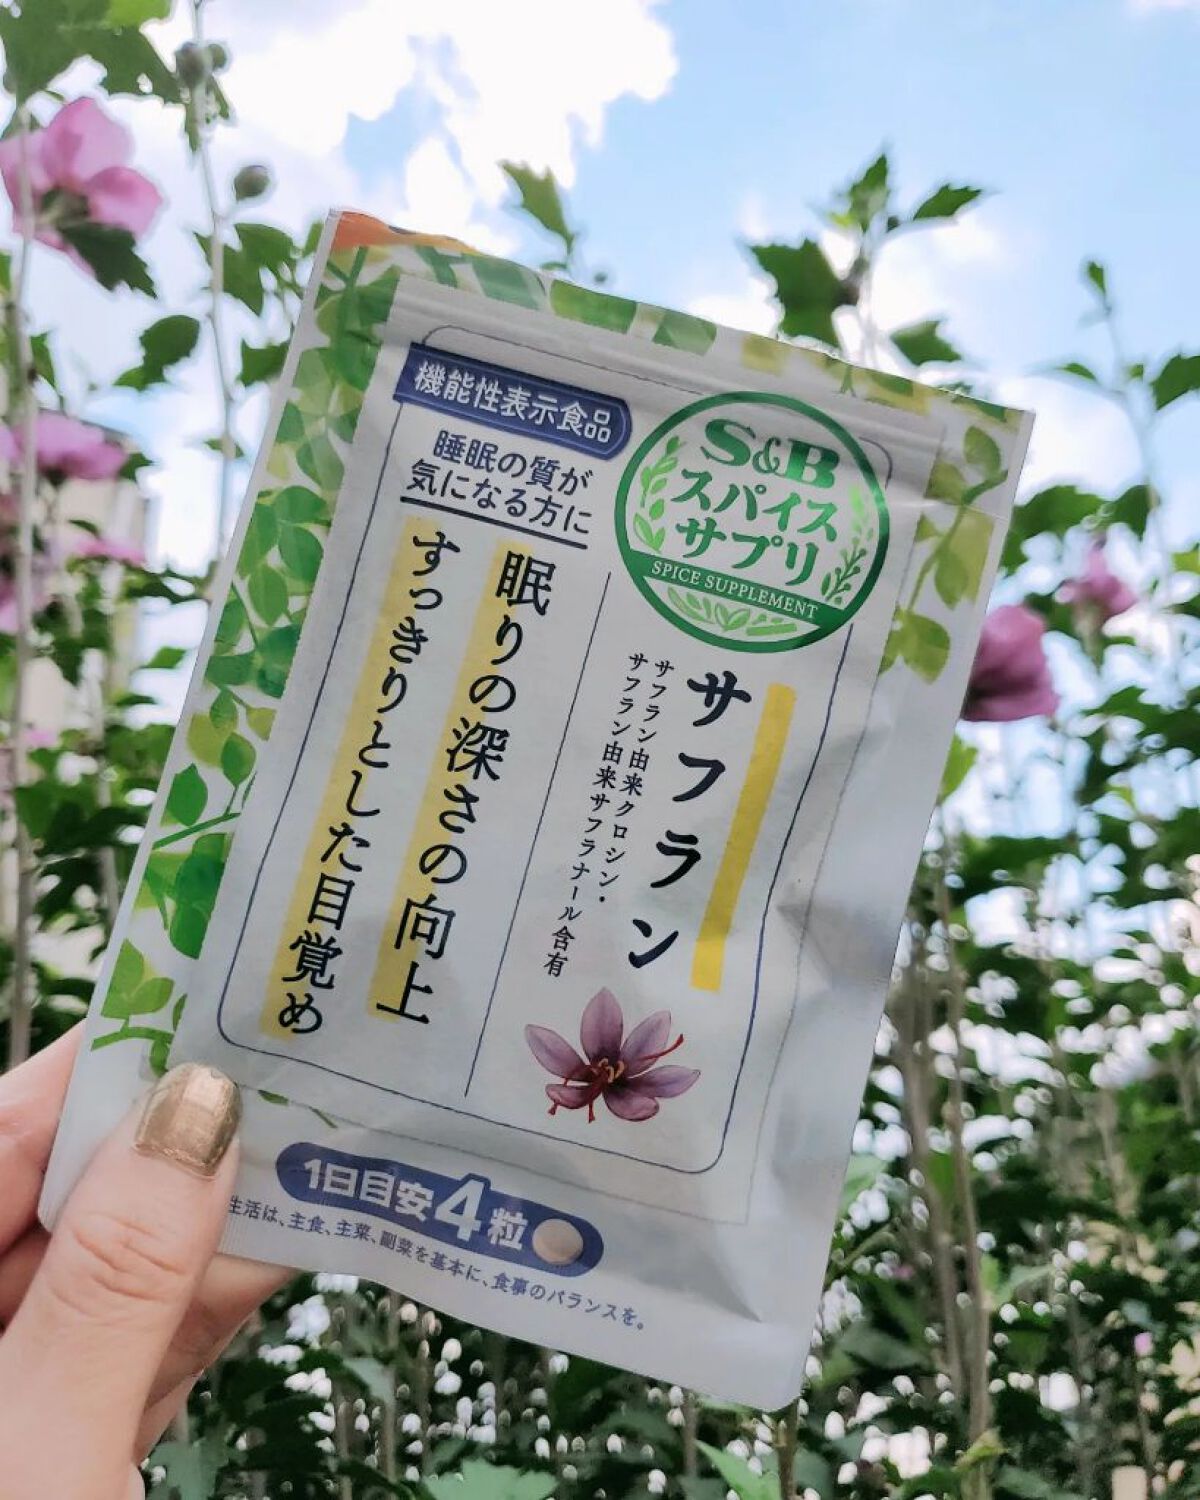 機能性表示食品
睡眠の質が
気になる方に
眠りの深さの向上
すっきりとした目覚め
S&B
スパイス
サプリ
SPICE SUPPLEMENT
サフラン
サフラン由来クロシン・
サフラン由来サフラナール含有
1日目安4粒
生活は、主食、主菜、副菜を基本に、食事のバランスを。